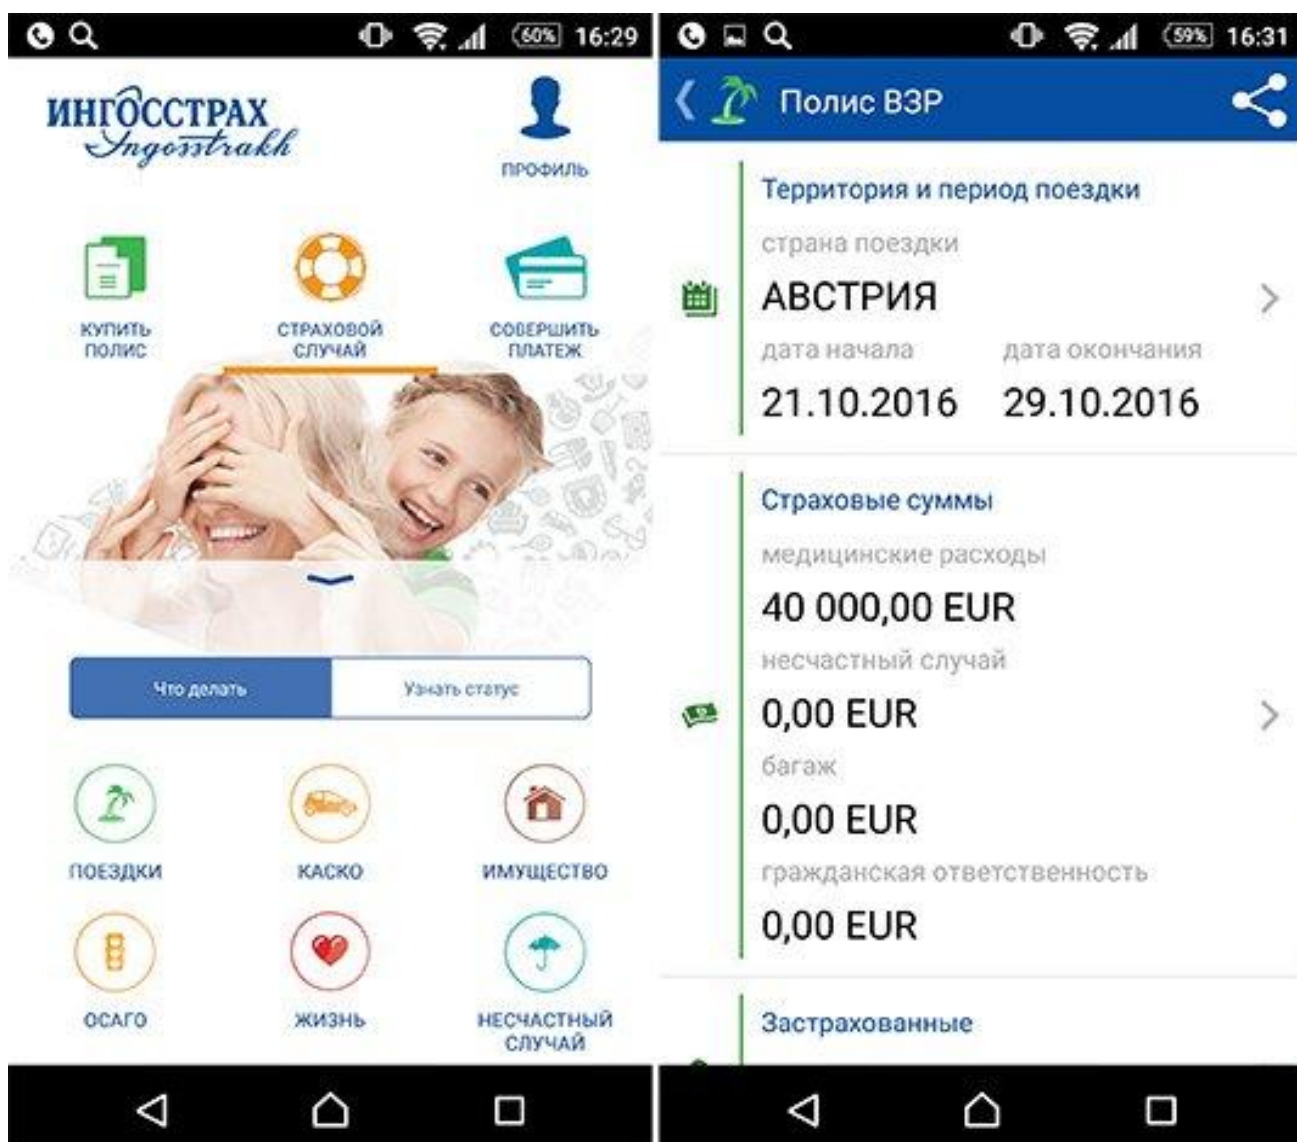 60% 16:29
ИНГОССТРАХ
Ingosstrakh
ПРОФИЛЬ
КУПИТЬ ПОЛИС
СТРАХОВОЙ СЛУЧАЙ
СОВЕРШИТЬ ПЛАТЕЖ
Что делать
Узнать статус
ПОЕЗДКИ
КАСКО
ИМУЩЕСТВО
ОСАГО
ЖИЗНЬ
НЕСЧАСТНЫЙ СЛУЧАЙ
59% 16:31
Полис ВЗР
Территория и период поездки
страна поездки
АВСТРИЯ
дата начала дата окончания
21.10.2016 29.10.2016
Страховые суммы
медицинские расходы
40 000,00 EUR
несчастный случай
0,00 EUR
багаж
0,00 EUR
гражданская ответственность
0,00 EUR
Застрахованные